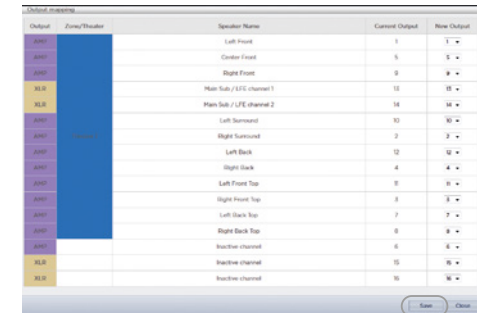 Output mapping
Output Zone/Theater Speaker Name Current Output New Output
AMP Left Front 1 1
AMP Center Front 5 5
AMP Right Front 9 9
XLR Main Sub / LFE channel 1 13 13
XLR Main Sub / LFE channel 2 14 14
AMP Left Surround 10 10
AMP Right Surround 2 2
AMP Left Back 12 12
AMP Right Back 4 4
AMP Left Front Top 11 11
AMP Right Front Top 3 3
AMP Left Back Top 7 7
AMP Right Back Top 8 8
AMP Inactive channel 6 6
XLR Inactive channel 15 15
XLR Inactive channel 16 16
Save Close